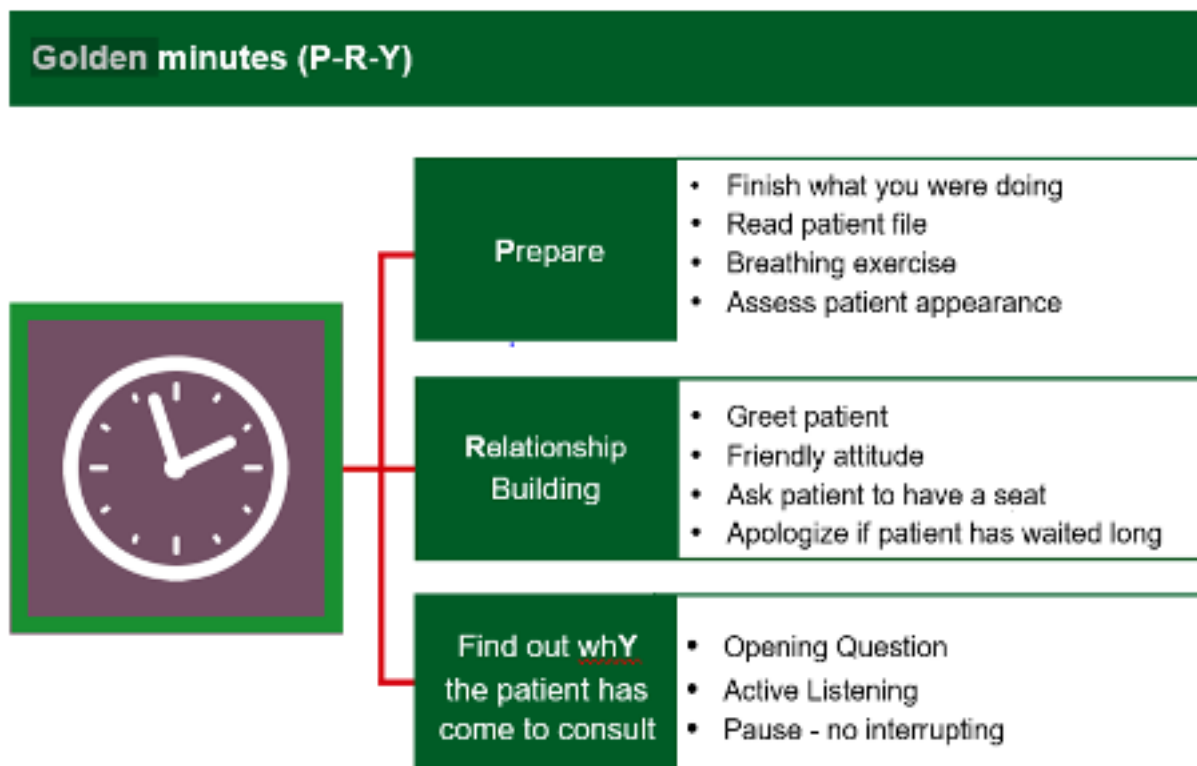 Golden minutes (P-R-Y)
Prepare
• Finish what you were doing
• Read patient file
• Breathing exercise
• Assess patient appearance
Relationship
Building
• Greet patient
• Friendly attitude
• Ask patient to have a seat
• Apologize if patient has waited long
Find out whY
the patient has
come to consult
• Opening Question
• Active Listening
• Pause - no interrupting